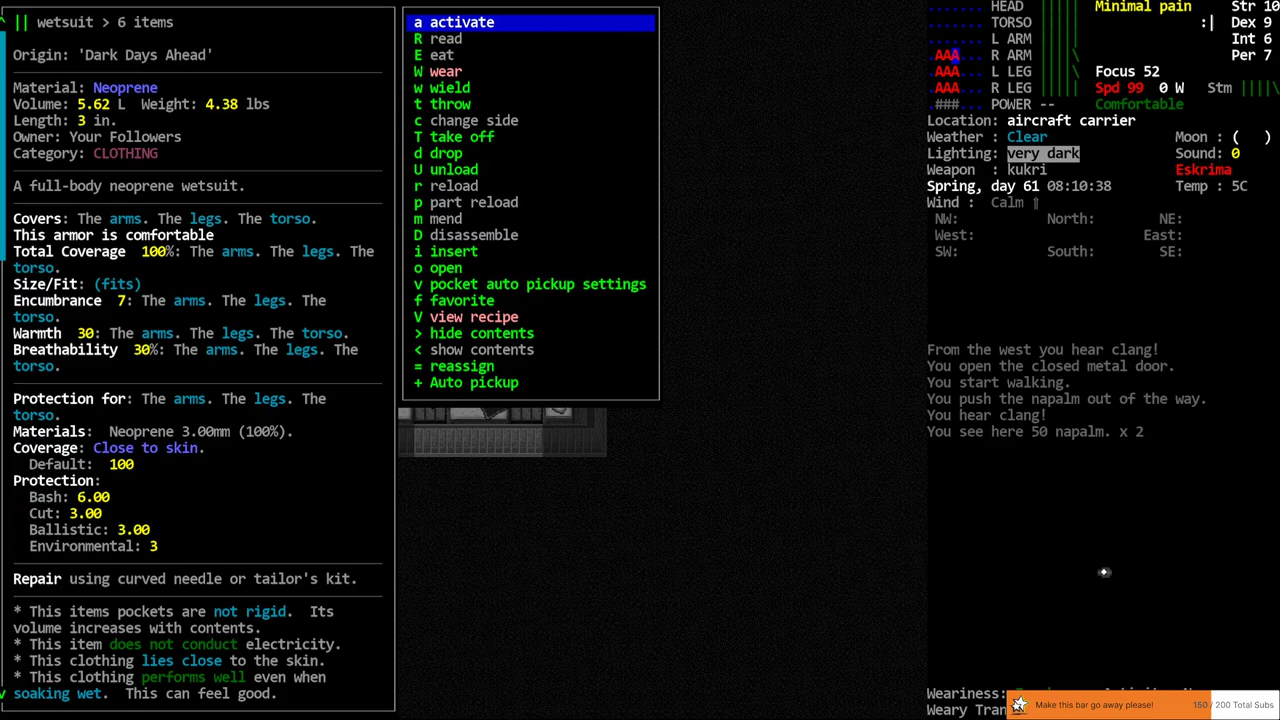 ^ || wetsuit > 6 items
Origin: 'Dark Days Ahead'
Material: Neoprene
Volume: 5.62 L  Weight: 4.38 lbs
Length: 3 in.
Owner: Your Followers
Category: CLOTHING
A full-body neoprene wetsuit.
Covers: The arms. The legs. The torso.
This armor is comfortable
Total Coverage  100%: The arms. The legs. The
torso.
Size/Fit: (fits)
Encumbrance  7: The arms. The legs. The
torso.
Warmth  30: The arms. The legs. The torso.
Breathability  30%: The arms. The legs. The
torso.
Protection for: The arms. The legs. The
torso.
Materials:  Neoprene 3.00mm (100%).
Coverage: Close to skin.
Default:  100
Protection:
Bash: 6.00
Cut: 3.00
Ballistic: 3.00
Environmental: 3
Repair using curved needle or tailor's kit.
* This items pockets are not rigid.  Its
volume increases with contents.
* This item does not conduct electricity.
* This clothing lies close to the skin.
* This clothing performs well even when
v soaking wet.  This can feel good.
a activate
R read
E eat
W wear
w wield
t throw
c change side
T take off
d drop
U unload
r reload
p part reload
m mend
D disassemble
i insert
o open
v pocket auto pickup settings
f favorite
V view recipe
> hide contents
< show contents
= reassign
+ Auto pickup
...... HEAD |||||  Minimal pain  Str 10
...... TORSO |||||  :|  Dex 9
...... L ARM |||||  Int 6
AAA... R ARM ||||\  Per 7
AAA... L LEG ||||\  Focus 52
AAA... R LEG |||||  Spd 99  0 W  Stm ||||\
### POWER --  Comfortable
Location: aircraft carrier
Weather : Clear  Moon : (   )
Lighting: very dark  Sound: 0
Weapon  : kukri  Eskrima
Spring, day 61 08:10:38  Temp : 5C
Wind :  Calm ⇑
NW:  North:  NE:
West:  East:
SW:  South:  SE:
From the west you hear clang!
You open the closed metal door.
You start walking.
You push the napalm out of the way.
You hear clang!
You see here 50 napalm. x 2
Weariness:
Weary Tran
Make this bar go away please!  150 / 200 Total Subs